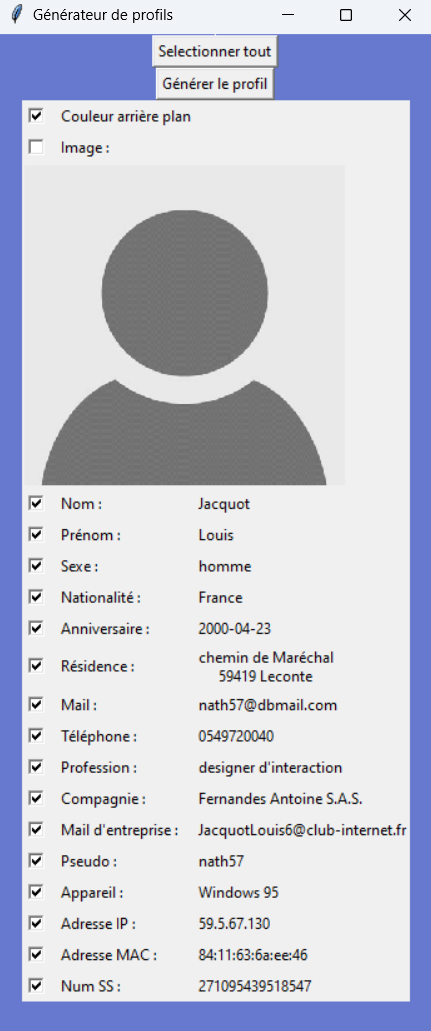 Générateur de profils
Selectionner tout
Générer le profil
Couleur arrière plan
Image :
Nom : Jacquot
Prénom : Louis
Sexe : homme
Nationalité : France
Anniversaire : 2000-04-23
Résidence : chemin de Maréchal
59419 Leconte
Mail : nath57@dbmail.com
Téléphone : 0549720040
Profession : designer d'interaction
Compagnie : Fernandes Antoine S.A.S.
Mail d'entreprise : JacquotLouis6@club-internet.fr
Pseudo : nath57
Appareil : Windows 95
Adresse IP : 59.5.67.130
Adresse MAC : 84:11:63:6a:ee:46
Num SS : 271095439518547